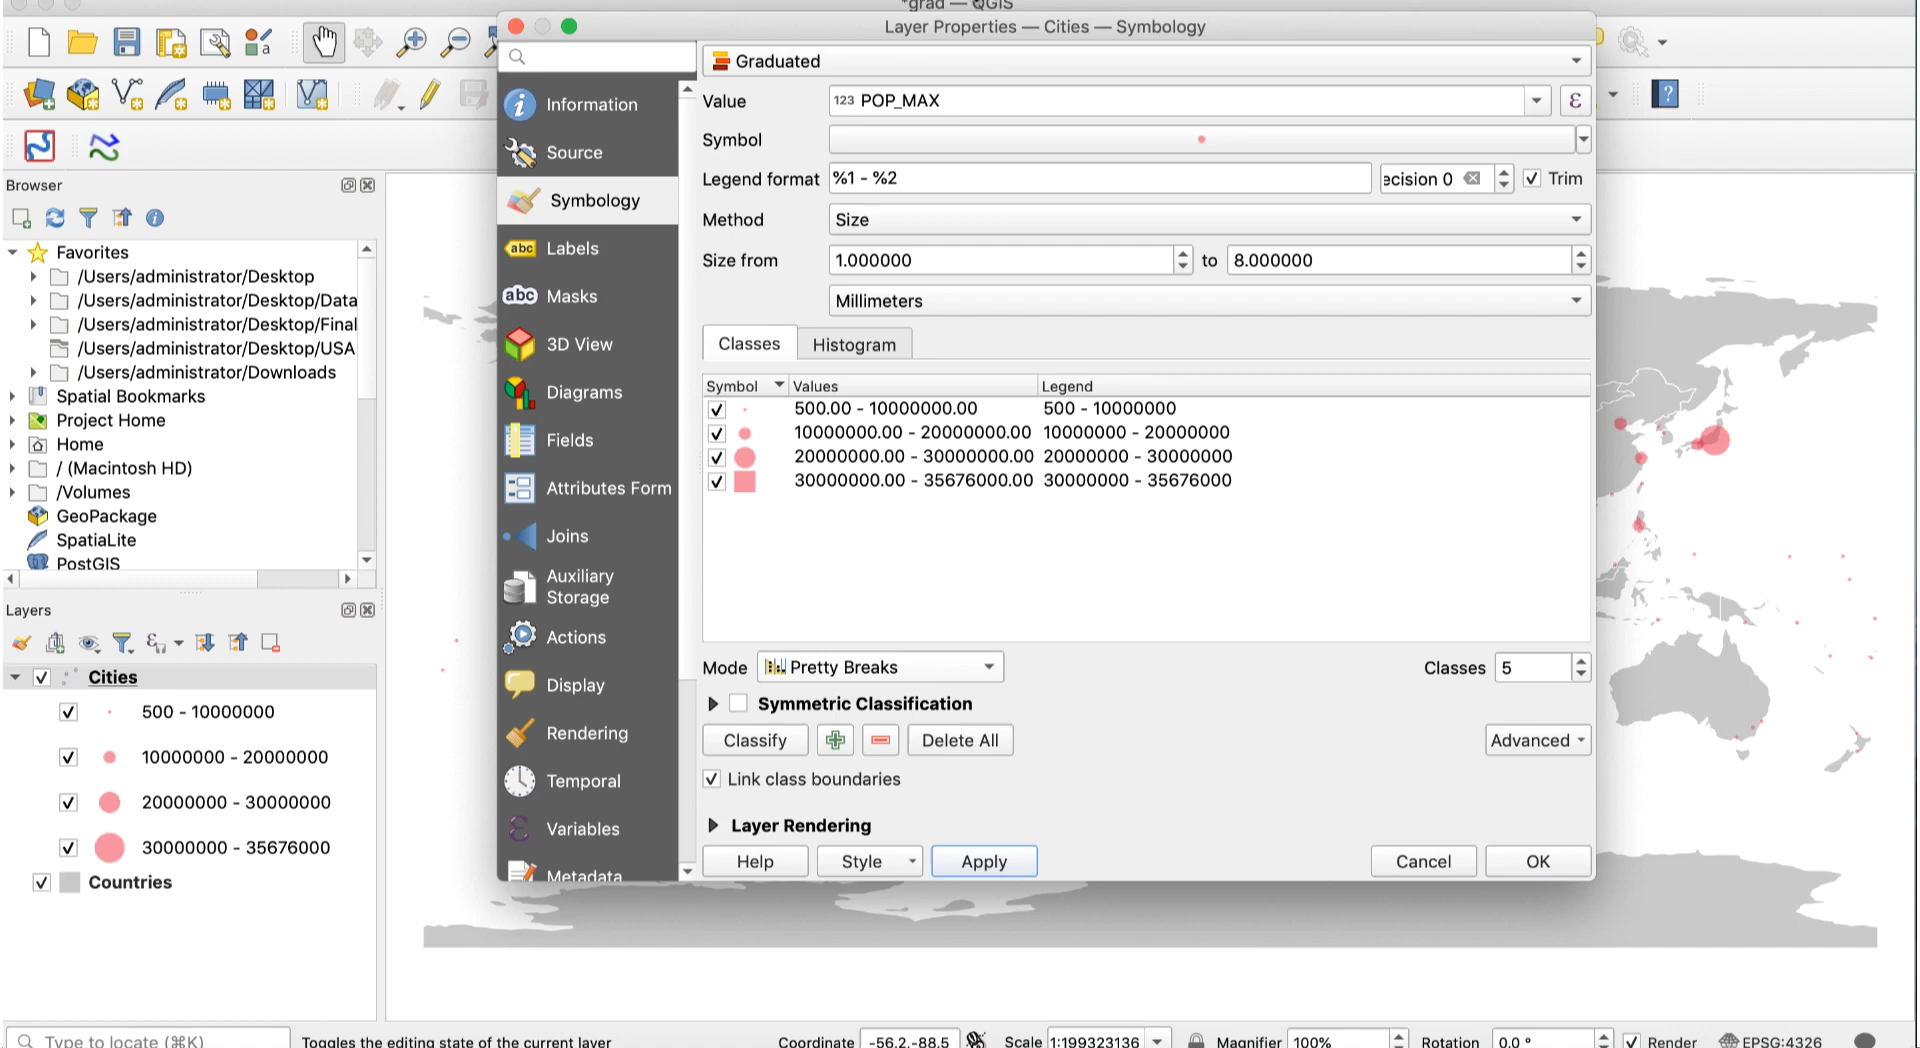 *grad — QGIS
Layer Properties — Cities — Symbology
Graduated
Information
Source
Symbology
Labels
Masks
3D View
Diagrams
Fields
Attributes Form
Joins
Auxiliary
Storage
Actions
Display
Rendering
Temporal
Variables
Metadata
Value
123 POP_MAX
ε
Symbol
Legend format
%1 - %2
ecision 0
Trim
Method
Size
Size from
1.000000
to
8.000000
Millimeters
Classes
Histogram
Symbol
Values
Legend
500.00 - 10000000.00
500 - 10000000
10000000.00 - 20000000.00
10000000 - 20000000
20000000.00 - 30000000.00
20000000 - 30000000
30000000.00 - 35676000.00
30000000 - 35676000
Mode
Pretty Breaks
Classes
5
Symmetric Classification
Classify
Delete All
Advanced
Link class boundaries
Layer Rendering
Help
Style
Apply
Cancel
OK
Browser
Favorites
/Users/administrator/Desktop
/Users/administrator/Desktop/Data
/Users/administrator/Desktop/Final
/Users/administrator/Desktop/USA
/Users/administrator/Downloads
Spatial Bookmarks
Project Home
Home
/ (Macintosh HD)
/Volumes
GeoPackage
SpatiaLite
PostGIS
Layers
Cities
500 - 10000000
10000000 - 20000000
20000000 - 30000000
30000000 - 35676000
Countries
Type to locate (⌘K)
Toggles the editing state of the current layer
Coordinate
-56.2,-88.5
Scale
1:199323136
Magnifier
100%
Rotation
0.0 °
Render
EPSG:4326